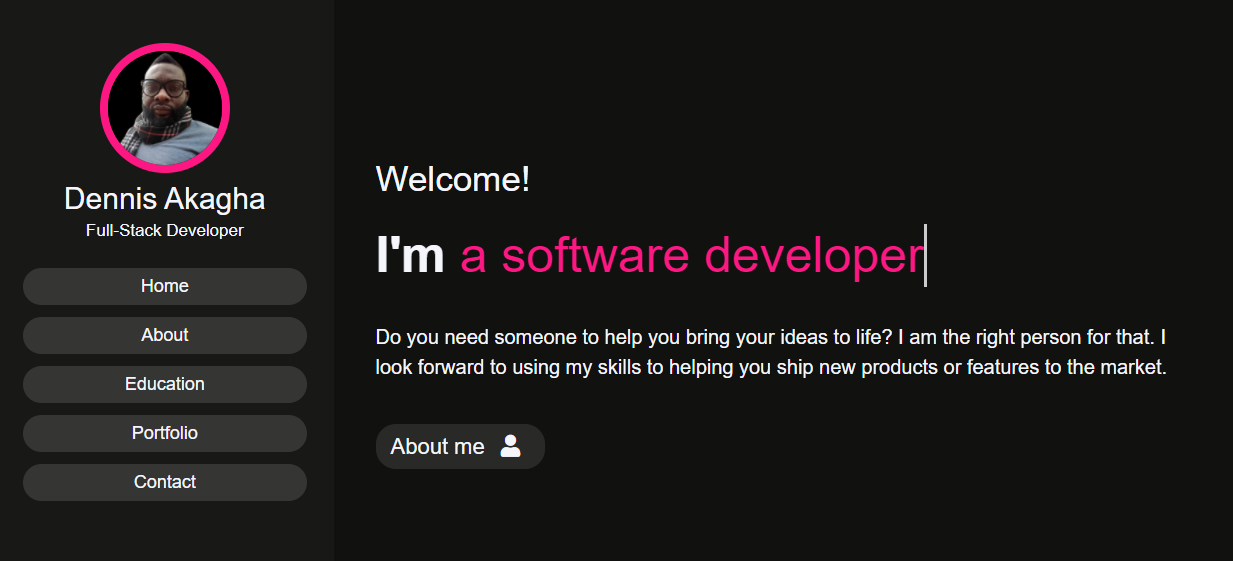 Dennis Akagha
Full-Stack Developer
Home
About
Education
Portfolio
Contact
Welcome!
I'm a software developer
Do you need someone to help you bring your ideas to life? I am the right person for that. I
look forward to using my skills to helping you ship new products or features to the market.
About me